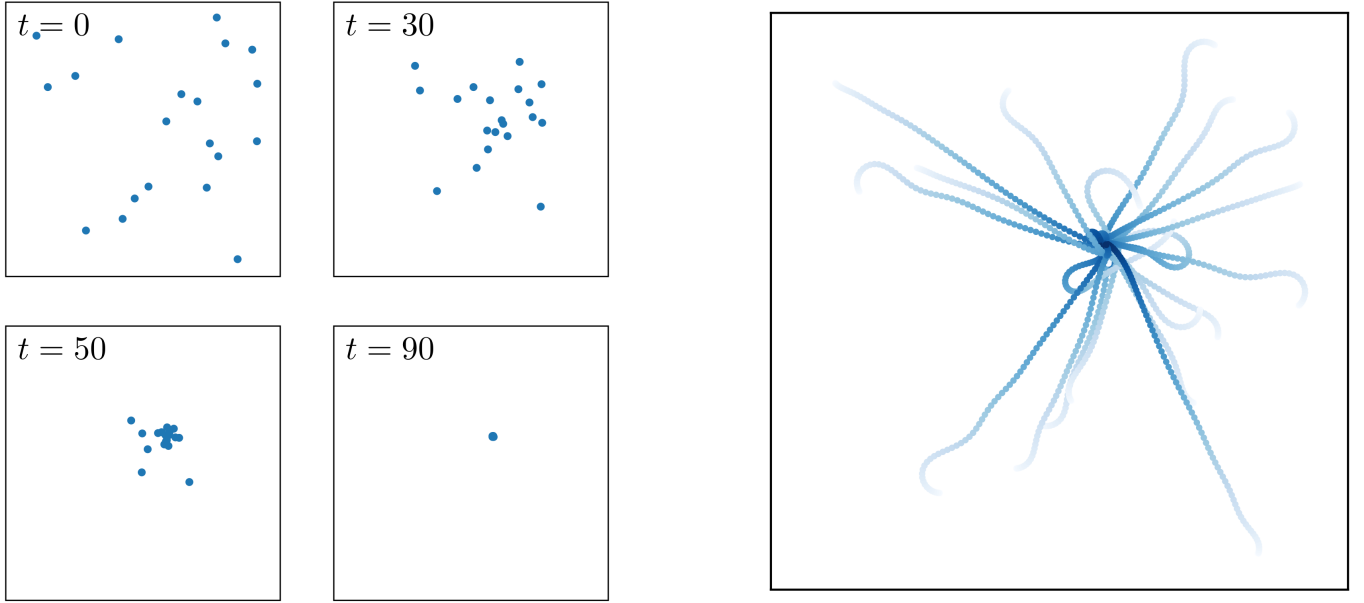 t = 0
t = 30
t = 50
t = 90